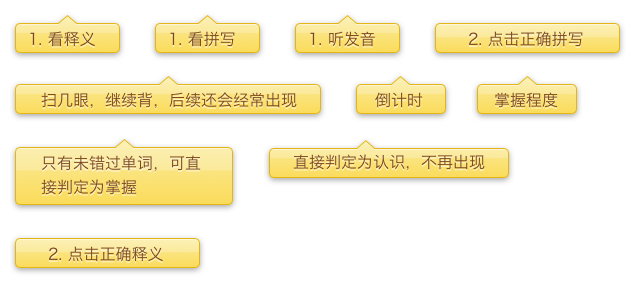 1. 看释义
1. 看拼写
1. 听发音
2. 点击正确拼写
扫几眼，继续背，后续还会经常出现
倒计时
掌握程度
只有未错过单词，可直
接判定为掌握
直接判定为认识，不再出现
2. 点击正确释义